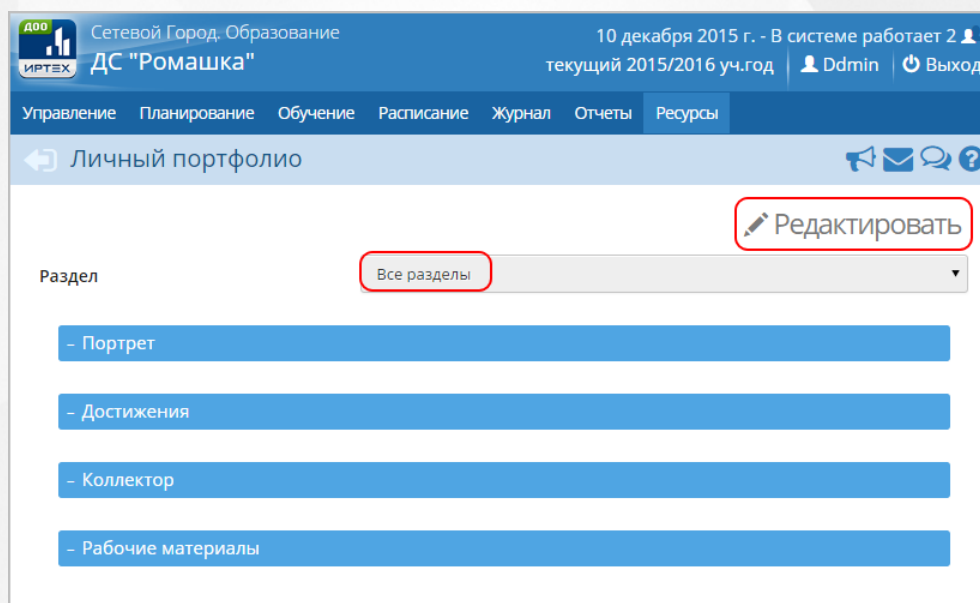 ДОО
ИРТЕХ
Сетевой Город. Образование
ДС "Ромашка"
10 декабря 2015 г. - В системе работает 2
текущий 2015/2016 уч.год Ddmin Выход
Управление Планирование Обучение Расписание Журнал Отчеты Ресурсы
Личный портфолио
Редактировать
Раздел Все разделы
– Портрет
– Достижения
– Коллектор
– Рабочие материалы